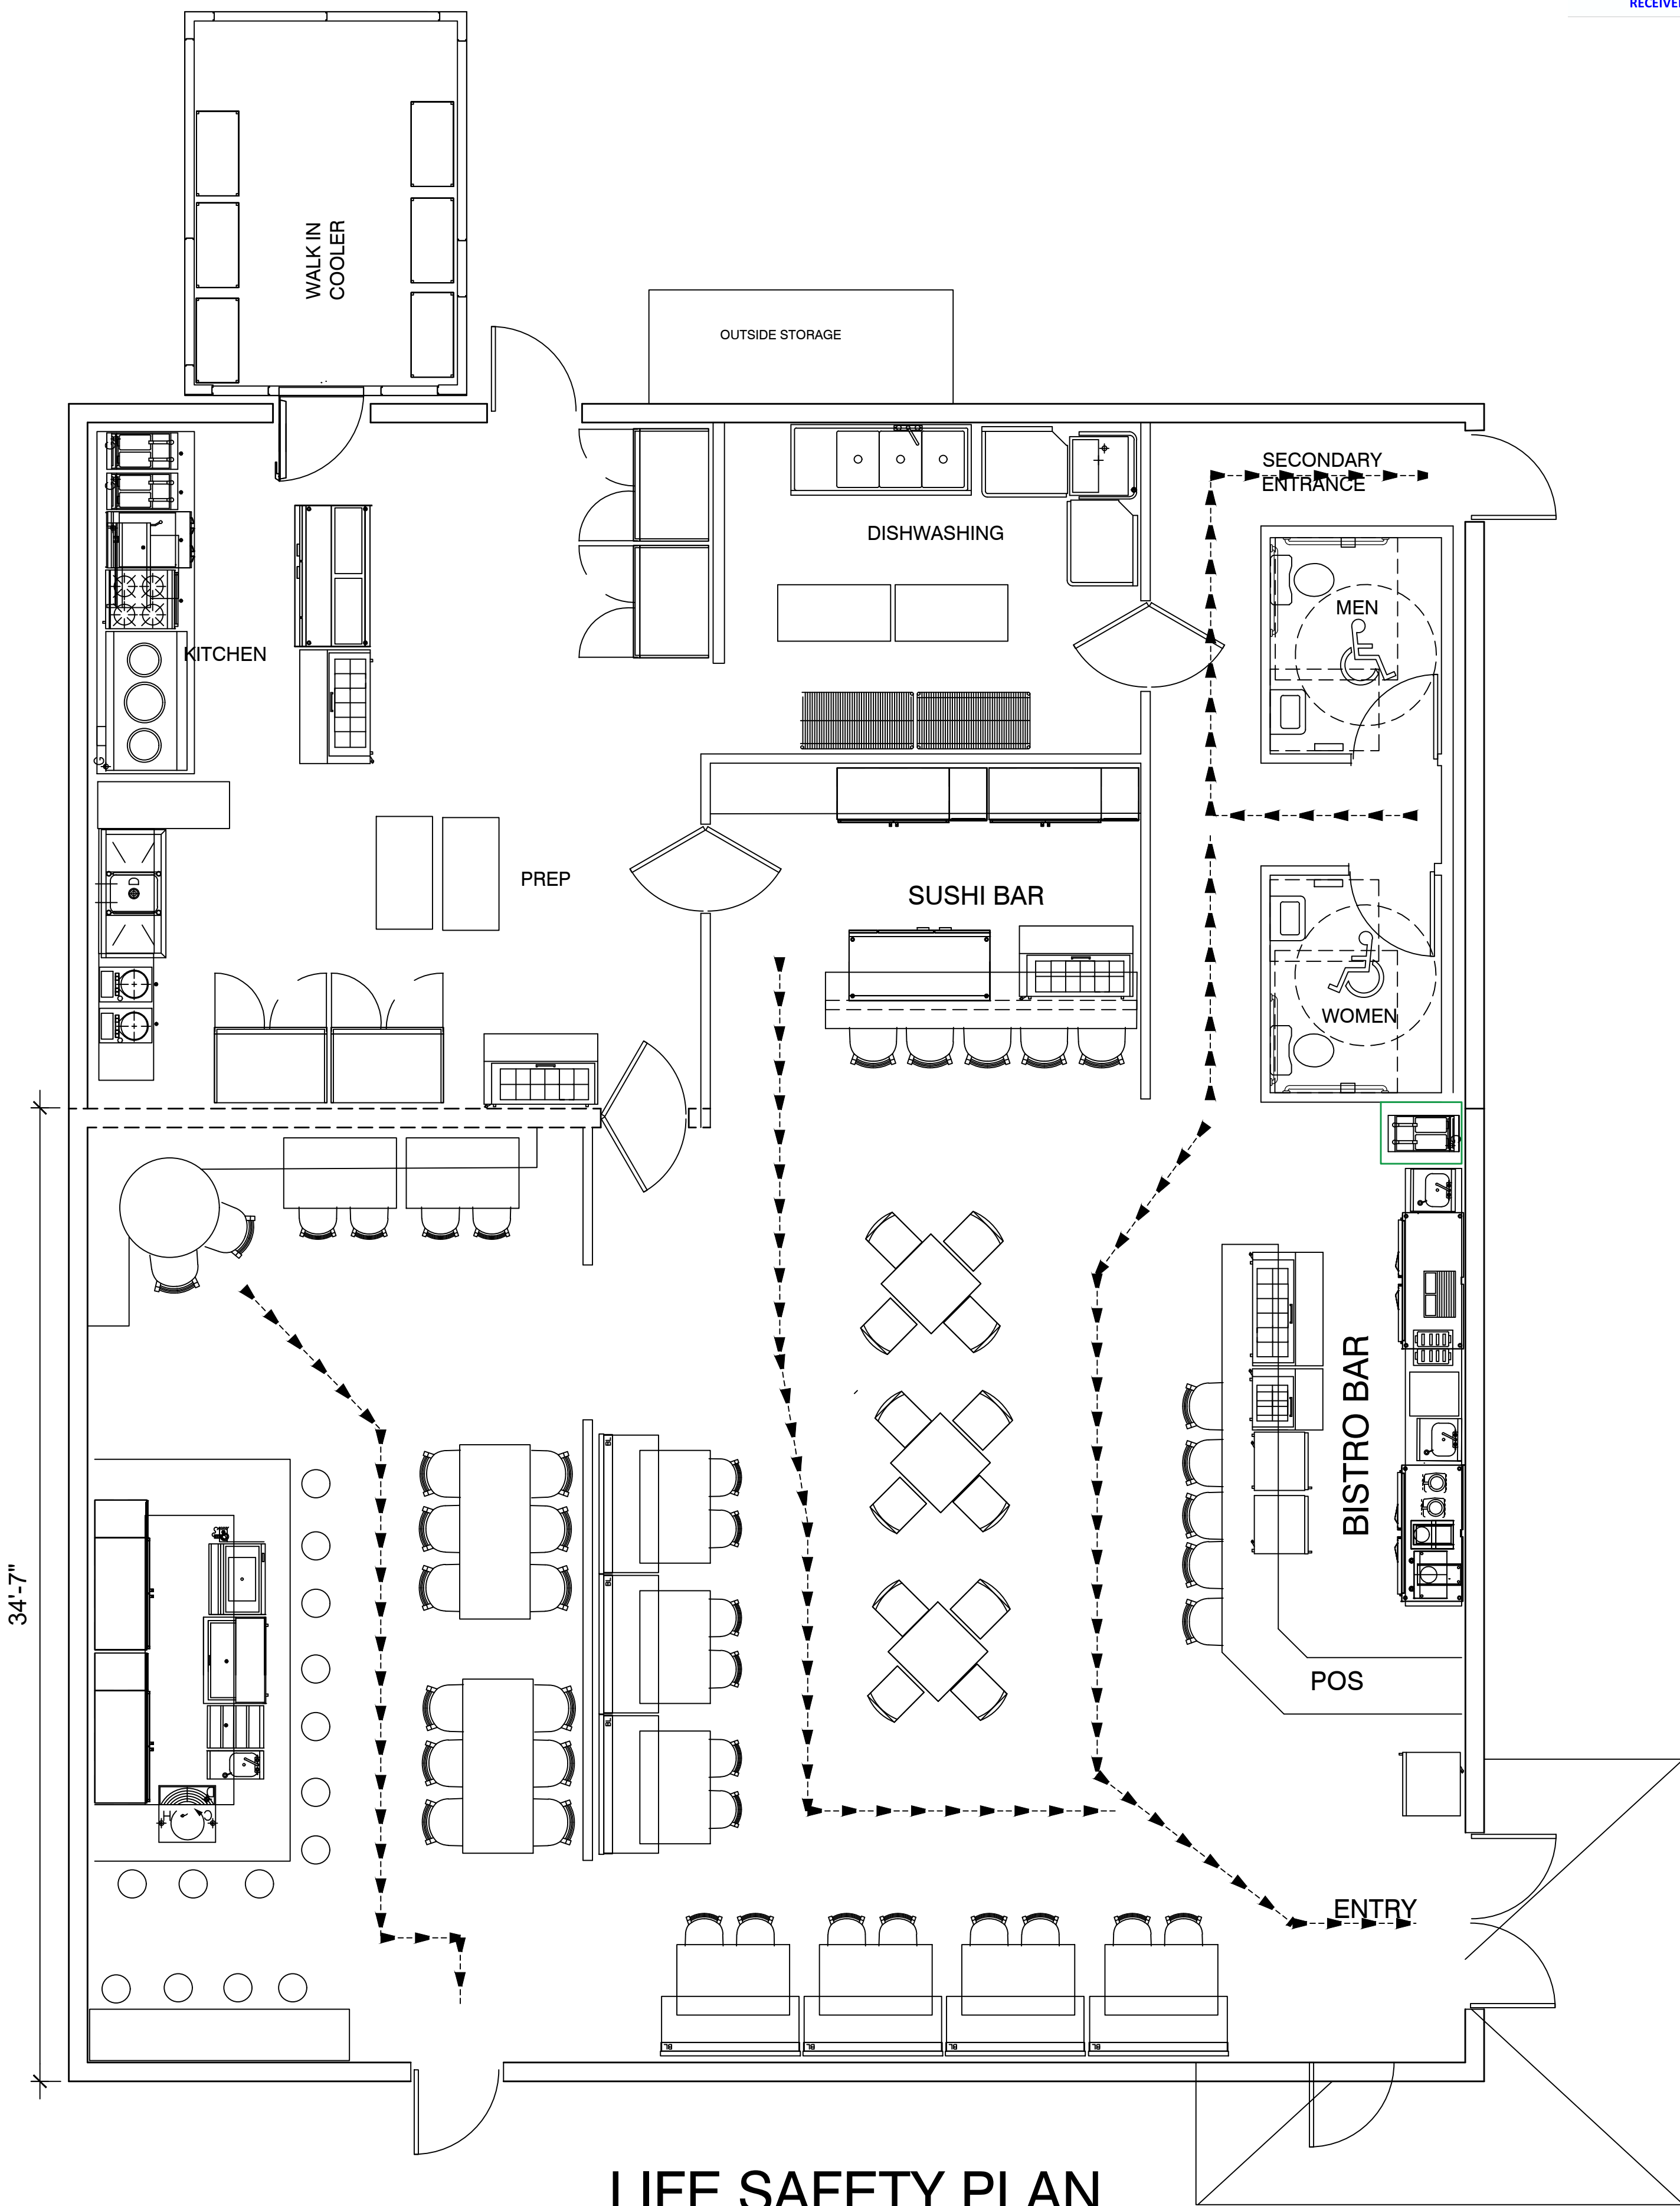 WALK IN
COOLER
OUTSIDE STORAGE
SECONDARY
ENTRANCE
DISHWASHING
MEN
KITCHEN
PREP
SUSHI BAR
WOMEN
BISTRO BAR
34'-7"
POS
ENTRY
LIFE SAFETY PLAN